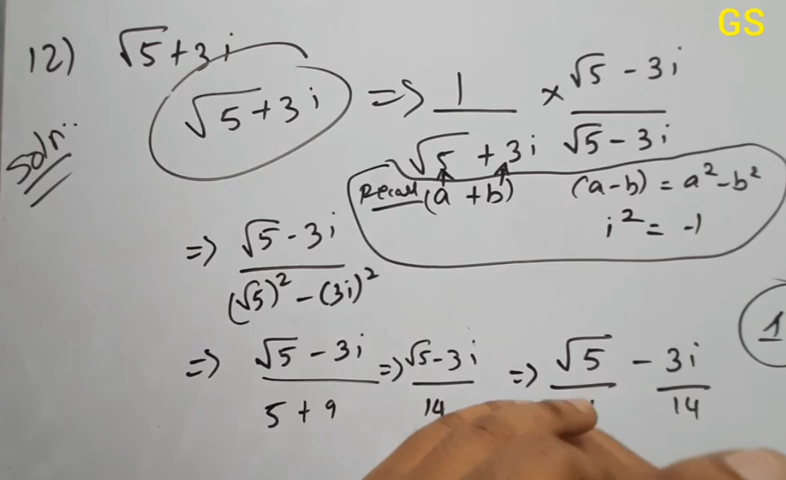 GS
12) √5+3i
Soln:
√5+3i => 1/(√5+3i) × (√5-3i)/(√5-3i)
Recall (a+b) (a-b) = a²-b²
i² = -1
=> (√5-3i)/((√5)²-(3i)²)
=> (√5-3i)/(5+9) => (√5-3i)/14 => √5/ - 3i/14
1